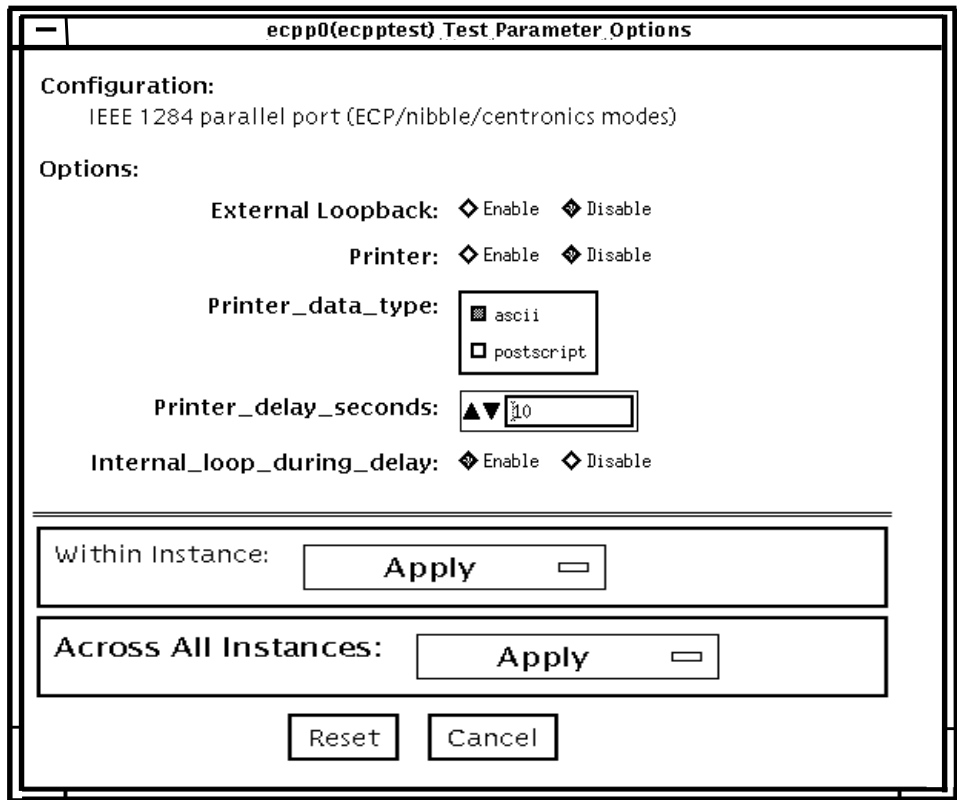 ecpp0(ecpptest) Test Parameter Options
Configuration:
IEEE 1284 parallel port (ECP/nibble/centronics modes)
Options:
External Loopback: Enable Disable
Printer: Enable Disable
Printer_data_type: ascii
postscript
Printer_delay_seconds: 10
Internal_loop_during_delay: Enable Disable
Within Instance: Apply
Across All Instances: Apply
Reset Cancel